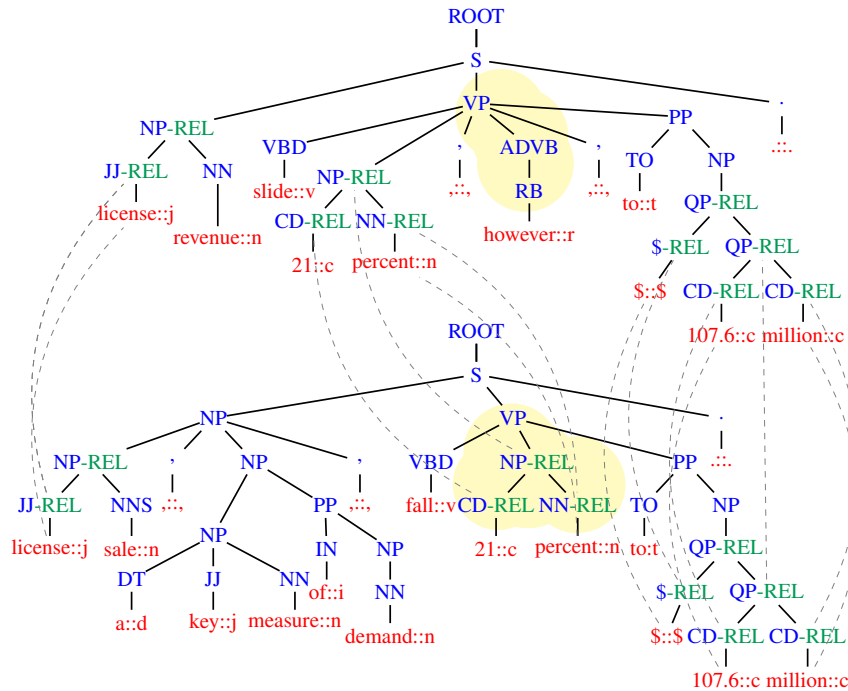 ROOT
S
VP
.
NP-REL
PP
VBD
,
ADVB
,
.::.
JJ-REL
NN
NP-REL
TO
NP
slide::v
,::,
RB
,::,
to::t
license::j
CD-REL
NN-REL
QP-REL
revenue::n
however::r
$-REL
QP-REL
21::c
percent::n
$::$
CD-REL
CD-REL
107.6::c
million::c
ROOT
S
NP
VP
.
NP-REL
,
NP
,
VBD
NP-REL
PP
.::.
JJ-REL
NNS
,::,
PP
,::,
fall::v
CD-REL
NN-REL
TO
NP
license::j
sale::n
NP
IN
NP
21::c
percent::n
to:t
QP-REL
DT
JJ
NN
of::i
NN
$-REL
QP-REL
a::d
key::j
measure::n
demand::n
$::$
CD-REL
CD-REL
107.6::c
million::c